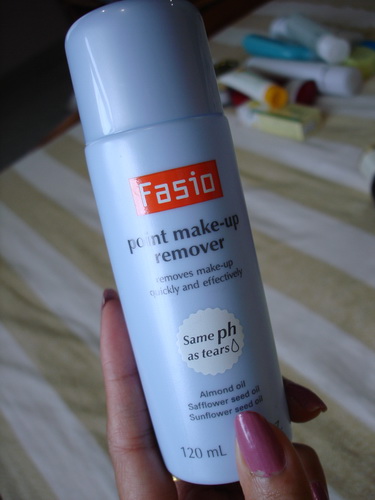 Fasio
point make-up
remover
removes make-up
quickly and effectively
Same ph
as tears
Almond oil
Safflower seed oil
Sunflower seed oil
120 mL